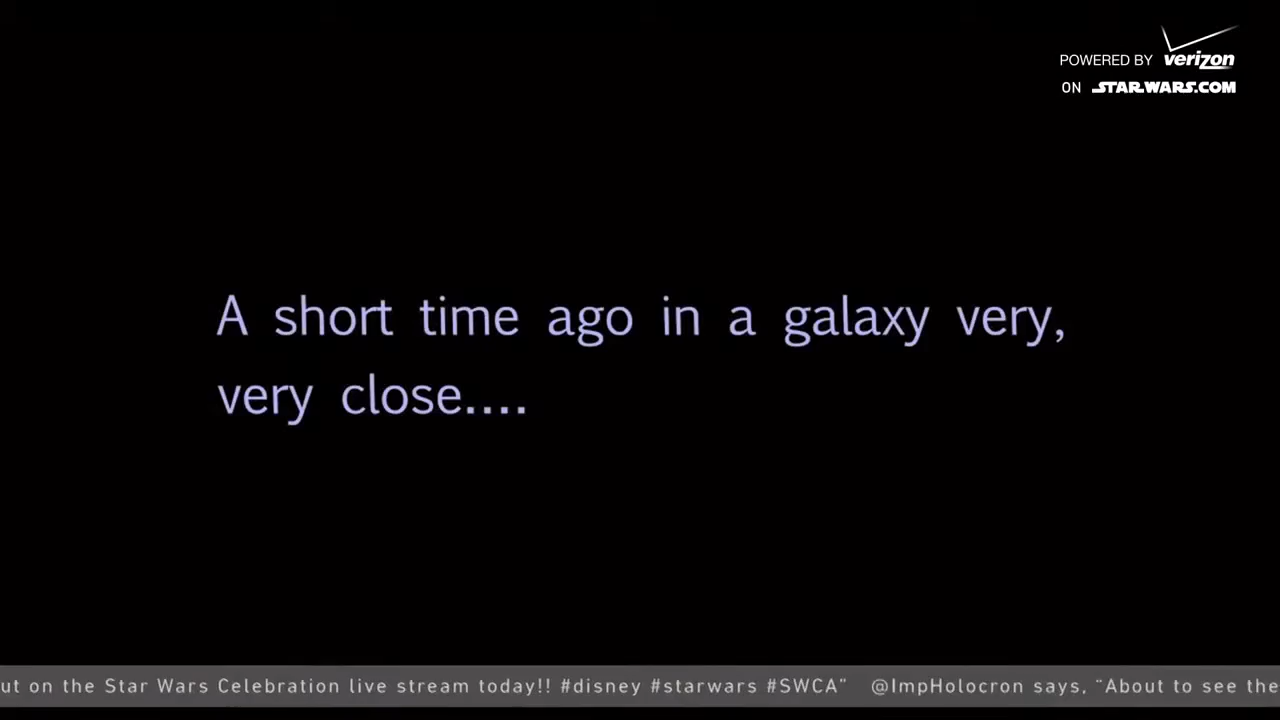 POWERED BY verizon
ON STAR WARS.COM
A short time ago in a galaxy very,
very close....
ut on the Star Wars Celebration live stream today!! #disney #starwars #SWCA” @ImpHolocron says, “About to see the